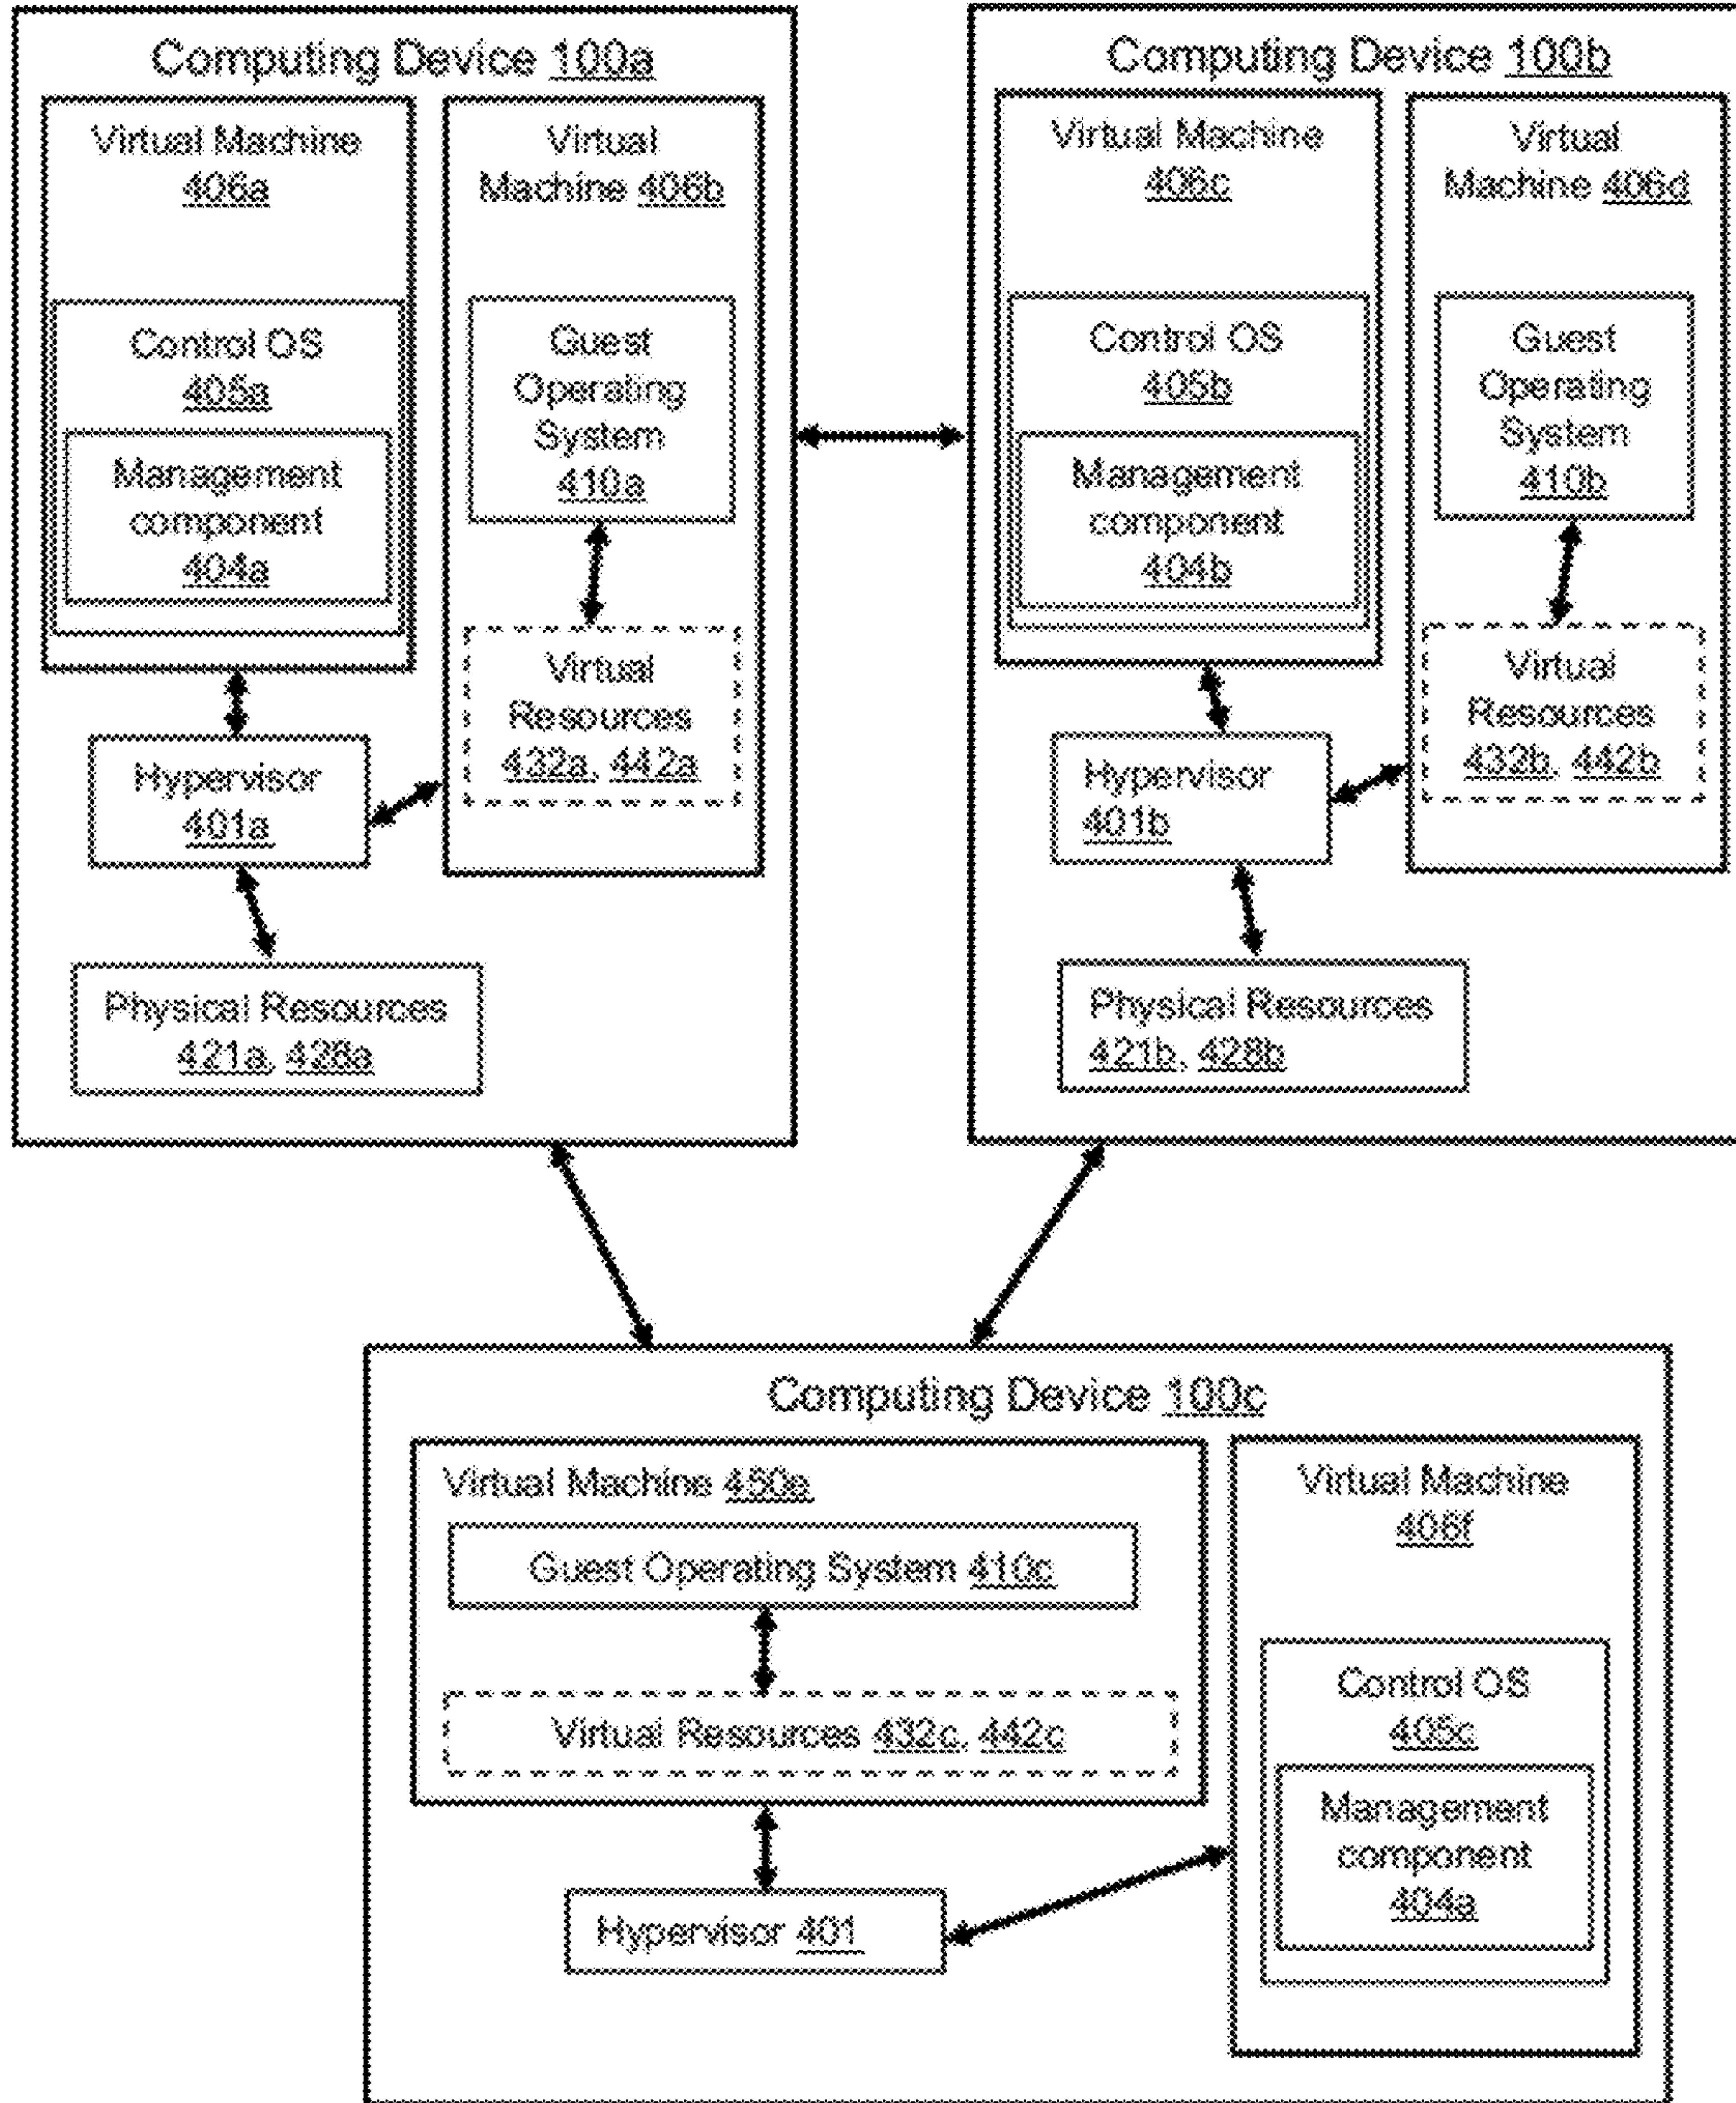 Computing Device 100a
Virtual Machine
406a
Control OS
405a
Management
component
404a
Virtual
Machine 406b
Guest
Operating
System
410a
Virtual
Resources
432a, 442a
Hypervisor
401a
Physical Resources
421a, 428a
Computing Device 100b
Virtual Machine
406c
Control OS
405b
Management
component
404b
Virtual
Machine 406d
Guest
Operating
System
410b
Virtual
Resources
432b, 442b
Hypervisor
401b
Physical Resources
421b, 428b
Computing Device 100c
Virtual Machine 450e
Guest Operating System 410c
Virtual Resources 432c, 442c
Hypervisor 401
Virtual Machine
406f
Control OS
405c
Management
component
404a